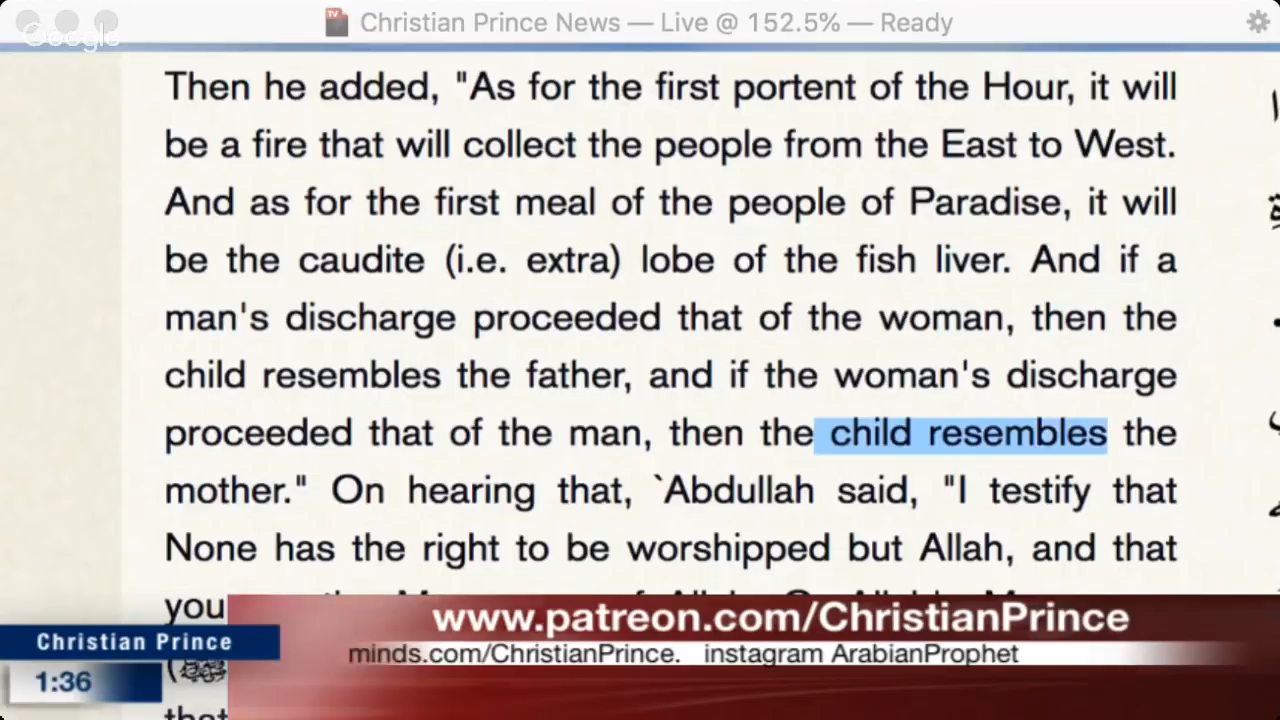 Christian Prince News — Live @ 152.5% — Ready
Google
Then he added, "As for the first portent of the Hour, it will
be a fire that will collect the people from the East to West.
And as for the first meal of the people of Paradise, it will
be the caudite (i.e. extra) lobe of the fish liver. And if a
man's discharge proceeded that of the woman, then the
child resembles the father, and if the woman's discharge
proceeded that of the man, then the child resembles the
mother." On hearing that, `Abdullah said, "I testify that
None has the right to be worshipped but Allah, and that
you
www.patreon.com/ChristianPrince
Christian Prince
minds.com/ChristianPrince. instagram ArabianProphet
1:36